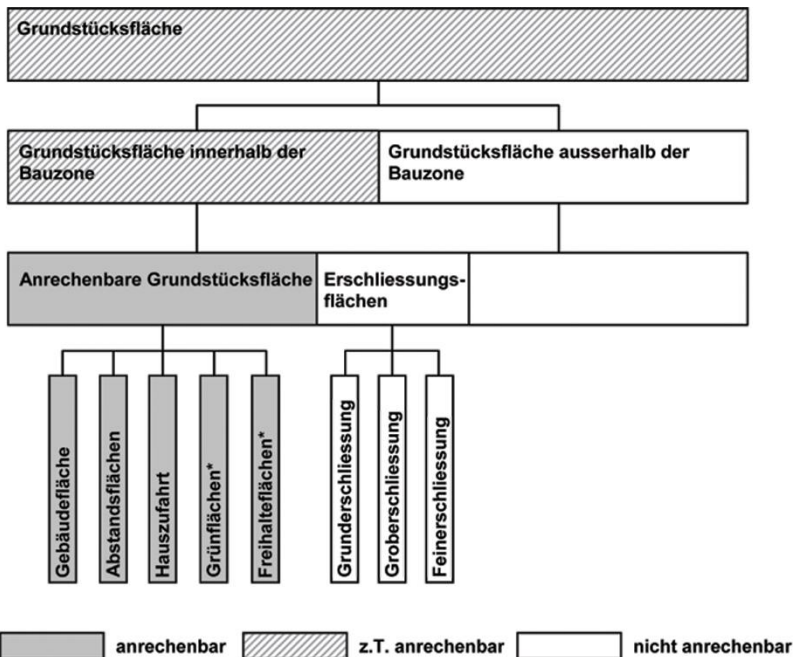 Grundstücksfläche
Grundstücksfläche innerhalb der
Bauzone
Grundstücksfläche ausserhalb der
Bauzone
Anrechenbare Grundstücksfläche
Erschliessungs-
flächen
Gebäudefläche
Abstandsflächen
Hauszufahrt
Grünflächen*
Freihalteflächen*
Grunderschliessung
Groberschliessung
Feinerschliessung
anrechenbar
z.T. anrechenbar
nicht anrechenbar